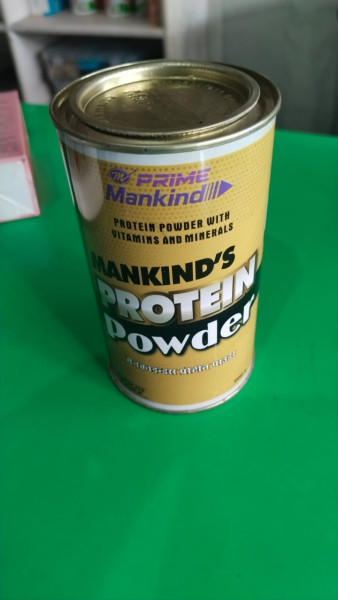 PRIME
Mankind
PROTEIN POWDER WITH
VITAMINS AND MINERALS
MANKIND'S
PROTEIN
Powder